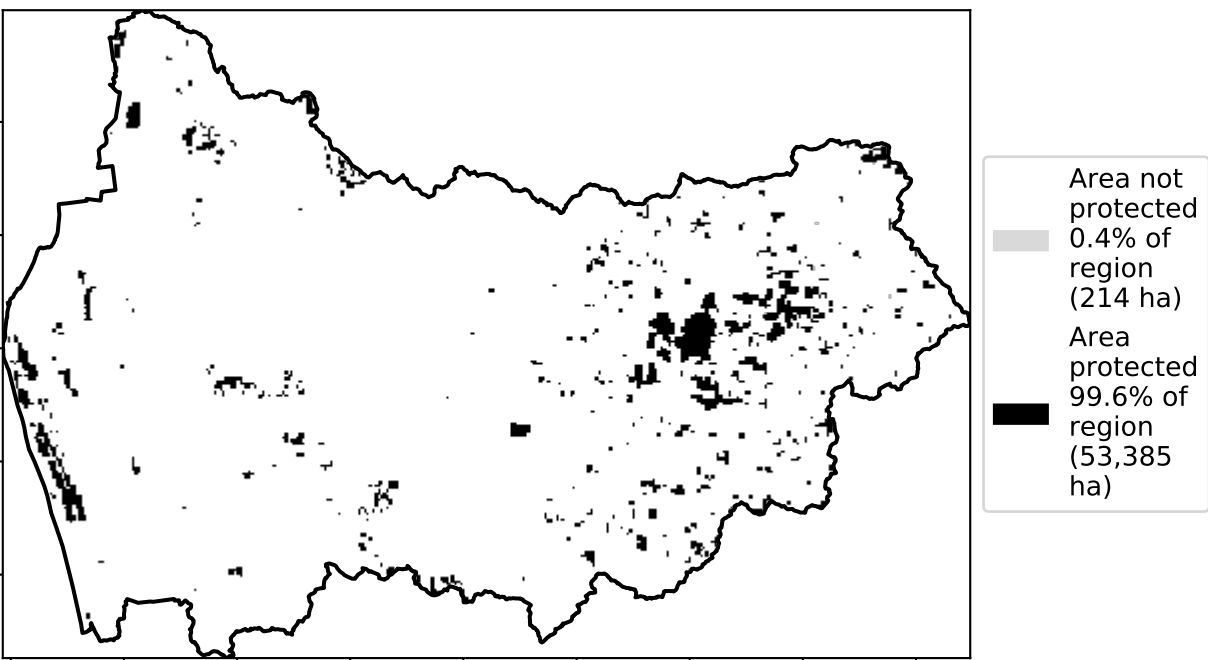 Area not
protected
0.4% of
region
(214 ha)
Area
protected
99.6% of
region
(53,385
ha)